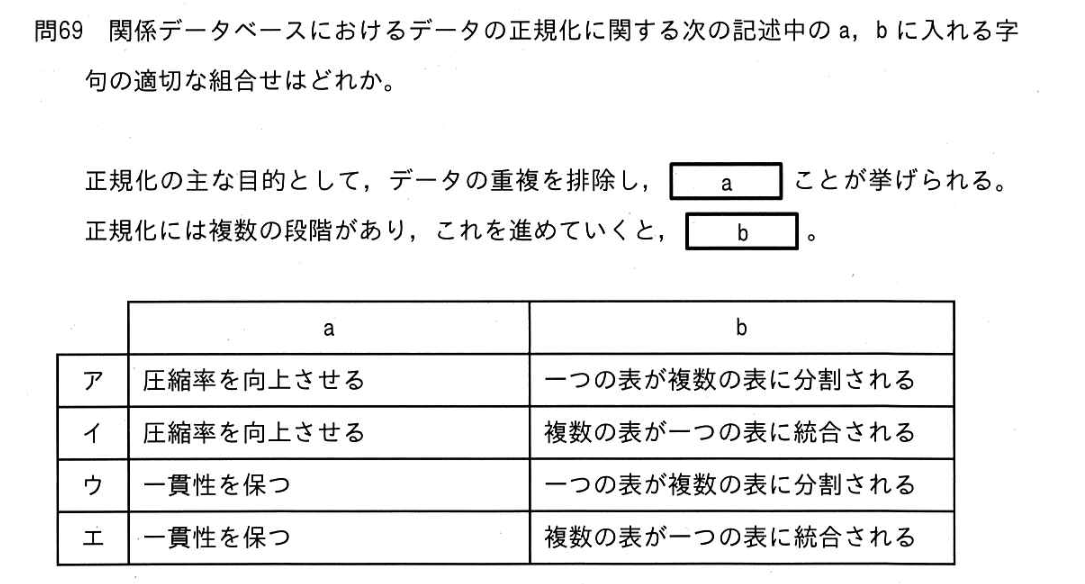 問69　関係データベースにおけるデータの正規化に関する次の記述中の a，b に入れる字
句の適切な組合せはどれか。
正規化の主な目的として，データの重複を排除し， a ことが挙げられる。
正規化には複数の段階があり，これを進めていくと， b 。
a b
ア 圧縮率を向上させる 一つの表が複数の表に分割される
イ 圧縮率を向上させる 複数の表が一つの表に統合される
ウ 一貫性を保つ 一つの表が複数の表に分割される
エ 一貫性を保つ 複数の表が一つの表に統合される